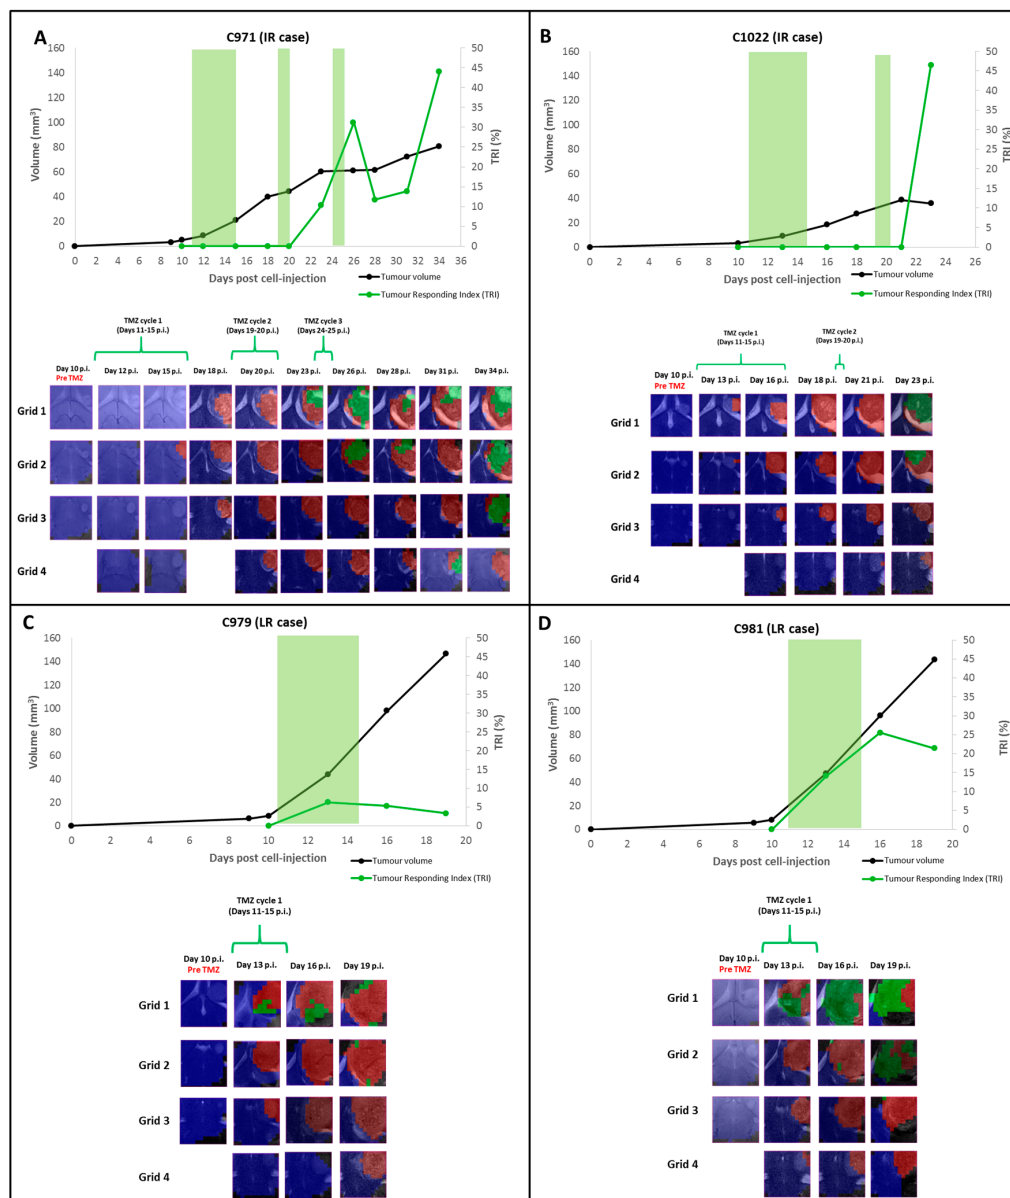 A
C971 (IR case)
160
140
120
100
80
60
40
20
0
50
45
40
35
30
25
20
15
10
5
0
Volume (mm³)
TRI (%)
0 2 4 6 8 10 12 14 16 18 20 22 24 26 28 30 32 34 36
Days post cell-injection
Tumour volume
Tumour Responding Index (TRI)
TMZ cycle 1
(Days 11-15 p.i.)
TMZ cycle 2
(Days 19-20 p.i.)
TMZ cycle 3
(Days 24-25 p.i.)
Day 10 p.i. Day 12 p.i. Day 15 p.i. Day 18 p.i. Day 20 p.i. Day 23 p.i. Day 26 p.i. Day 28 p.i. Day 31 p.i. Day 34 p.i.
Pre TMZ
Grid 1
Grid 2
Grid 3
Grid 4
B
C1022 (IR case)
160
140
120
100
80
60
40
20
0
50
45
40
35
30
25
20
15
10
5
0
Volume (mm³)
TRI (%)
0 2 4 6 8 10 12 14 16 18 20 22 24 26
Days post cell-injection
Tumour volume
Tumour Responding Index (TRI)
TMZ cycle 1
(Days 11-15 p.i.)
TMZ cycle 2
(Days 19-20 p.i.)
Day 10 p.i. Day 13 p.i. Day 16 p.i. Day 18 p.i. Day 21 p.i. Day 23 p.i.
Pre TMZ
Grid 1
Grid 2
Grid 3
Grid 4
C
C979 (LR case)
160
140
120
100
80
60
40
20
0
50
45
40
35
30
25
20
15
10
5
0
Volume (mm³)
TRI (%)
0 2 4 6 8 10 12 14 16 18 20
Days post cell-injection
Tumour volume
Tumour Responding Index (TRI)
TMZ cycle 1
(Days 11-15 p.i.)
Day 10 p.i. Day 13 p.i. Day 16 p.i. Day 19 p.i.
Pre TMZ
Grid 1
Grid 2
Grid 3
Grid 4
D
C981 (LR case)
160
140
120
100
80
60
40
20
0
50
45
40
35
30
25
20
15
10
5
0
Volume (mm³)
TRI (%)
0 2 4 6 8 10 12 14 16 18 20
Days post cell-injection
Tumour volume
Tumour Responding Index (TRI)
TMZ cycle 1
(Days 11-15 p.i.)
Day 10 p.i. Day 13 p.i. Day 16 p.i. Day 19 p.i.
Pre TMZ
Grid 1
Grid 2
Grid 3
Grid 4